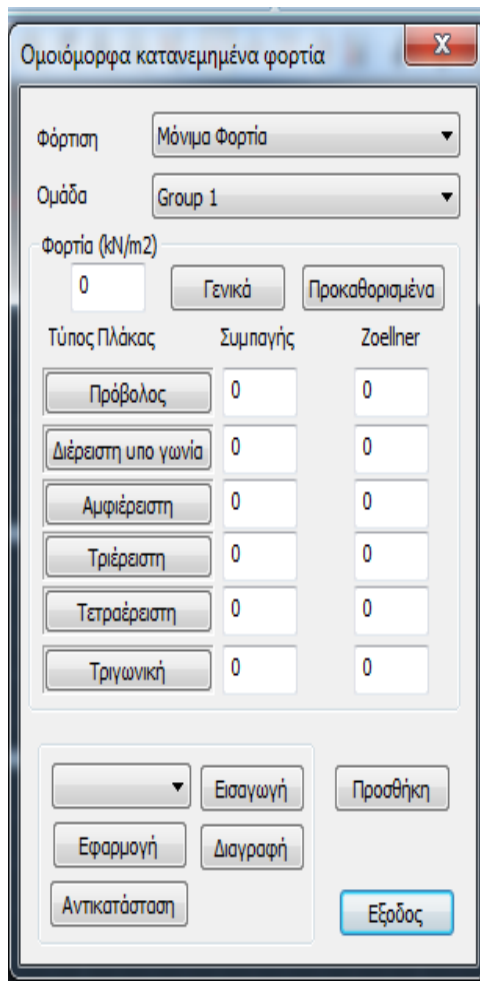 Ομοιόμορφα κατανεμημένα φορτία X
Φόρτιση Μόνιμα Φορτία
Ομάδα Group 1
Φορτία (kN/m2)
0 Γενικά Προκαθορισμένα
Τύπος Πλάκας Συμπαγής Zoellner
Πρόβολος 0 0
Διέρειστη υπο γωνία 0 0
Αμφιέρειστη 0 0
Τριέρειστη 0 0
Τετραέρειστη 0 0
Τριγωνική 0 0
Εισαγωγή Προσθήκη
Εφαρμογή Διαγραφή
Αντικατάσταση Εξοδος